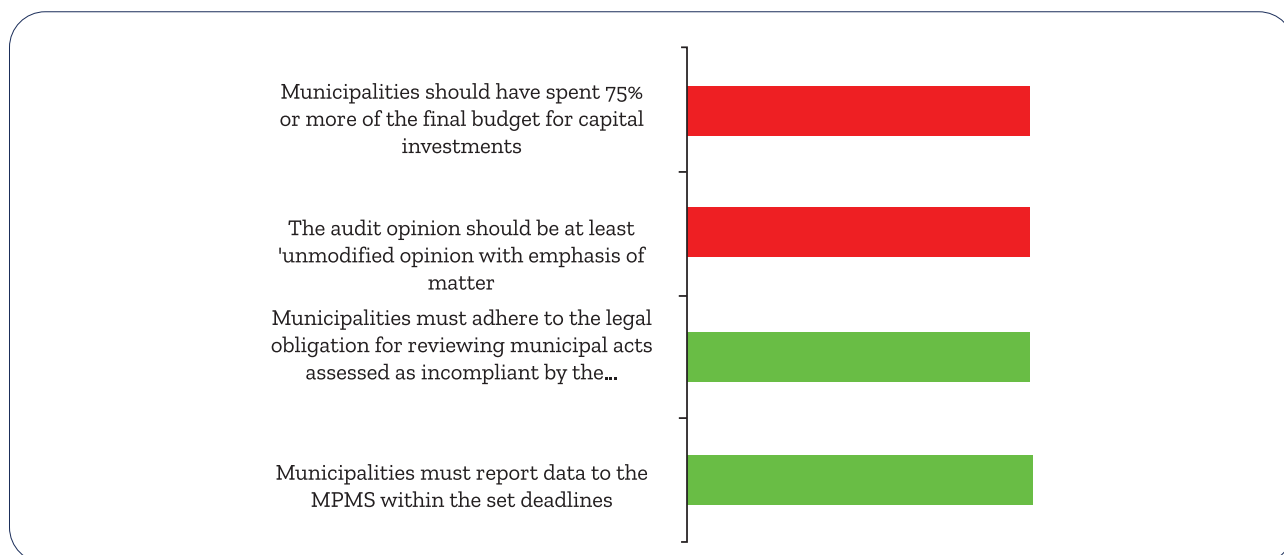 Municipalities should have spent 75%
or more of the final budget for capital
investments
The audit opinion should be at least
'unmodified opinion with emphasis of
matter
Municipalities must adhere to the legal
obligation for reviewing municipal acts
assessed as incompliant by the...
Municipalities must report data to the
MPMS within the set deadlines